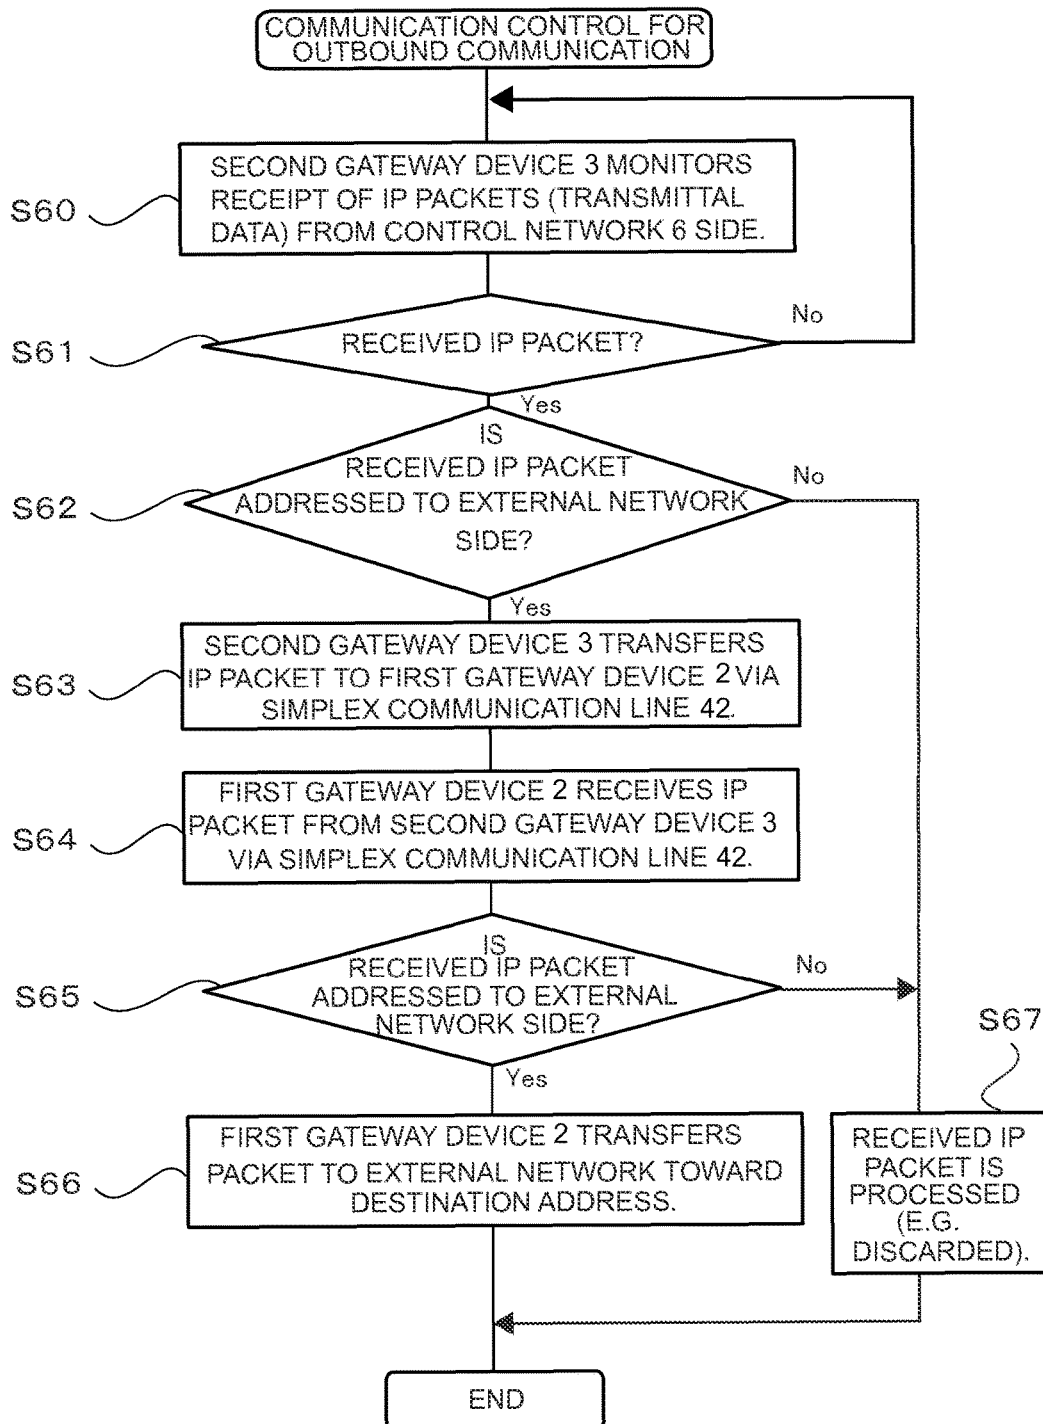 COMMUNICATION CONTROL FOR
OUTBOUND COMMUNICATION
S60
SECOND GATEWAY DEVICE 3 MONITORS
RECEIPT OF IP PACKETS (TRANSMITTAL
DATA) FROM CONTROL NETWORK 6 SIDE.
S61
RECEIVED IP PACKET?
No
Yes
S62
IS
RECEIVED IP PACKET
ADDRESSED TO EXTERNAL NETWORK
SIDE?
No
Yes
S63
SECOND GATEWAY DEVICE 3 TRANSFERS
IP PACKET TO FIRST GATEWAY DEVICE 2 VIA
SIMPLEX COMMUNICATION LINE 42.
S64
FIRST GATEWAY DEVICE 2 RECEIVES IP
PACKET FROM SECOND GATEWAY DEVICE 3
VIA SIMPLEX COMMUNICATION LINE 42.
S65
IS
RECEIVED IP PACKET
ADDRESSED TO EXTERNAL
NETWORK SIDE?
No
Yes
S66
FIRST GATEWAY DEVICE 2 TRANSFERS
PACKET TO EXTERNAL NETWORK TOWARD
DESTINATION ADDRESS.
S67
RECEIVED IP
PACKET IS
PROCESSED
(E.G.
DISCARDED).
END